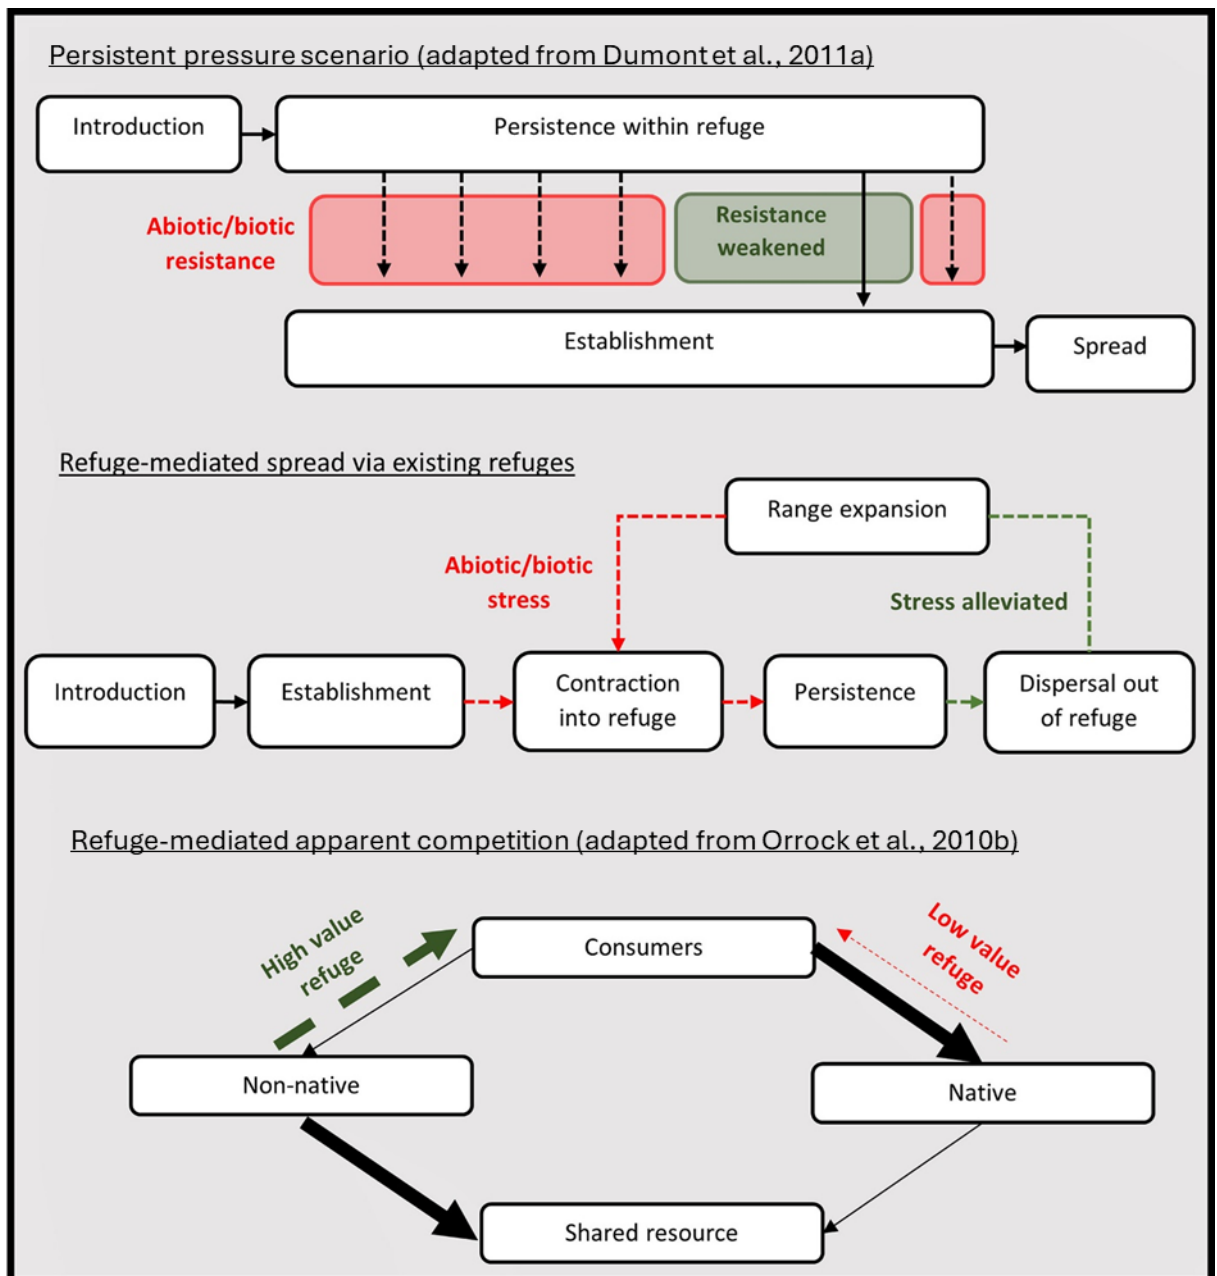 Persistent pressure scenario (adapted from Dumont et al., 2011a)
Introduction
Persistence within refuge
Abiotic/biotic
resistance
Resistance
weakened
Establishment
Spread
Refuge-mediated spread via existing refuges
Range expansion
Abiotic/biotic
stress
Stress alleviated
Introduction
Establishment
Contraction
into refuge
Persistence
Dispersal out
of refuge
Refuge-mediated apparent competition (adapted from Orrock et al., 2010b)
High value
refuge
Consumers
Low value
refuge
Non-native
Native
Shared resource